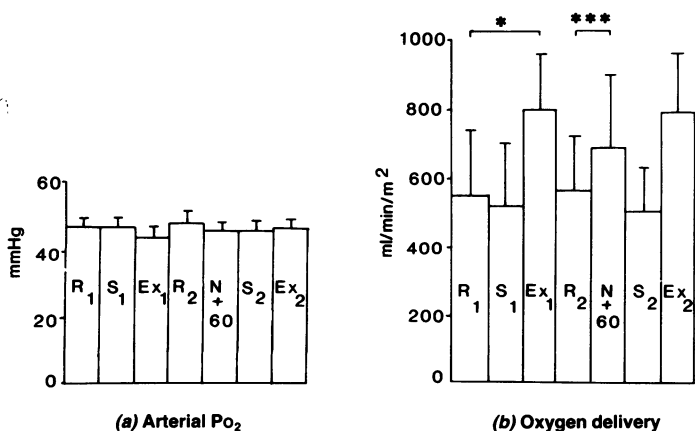 60
40
20
0
mmHg
R1
S1
Ex1
R2
N
+
60
S2
Ex2
(a) Arterial PO2
*
***
1000
800
600
400
200
0
ml/min/m2
R1
S1
Ex1
R2
N
+
60
S2
Ex2
(b) Oxygen delivery